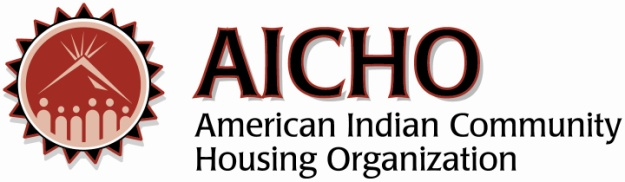 AICHO
American Indian Community
Housing Organization